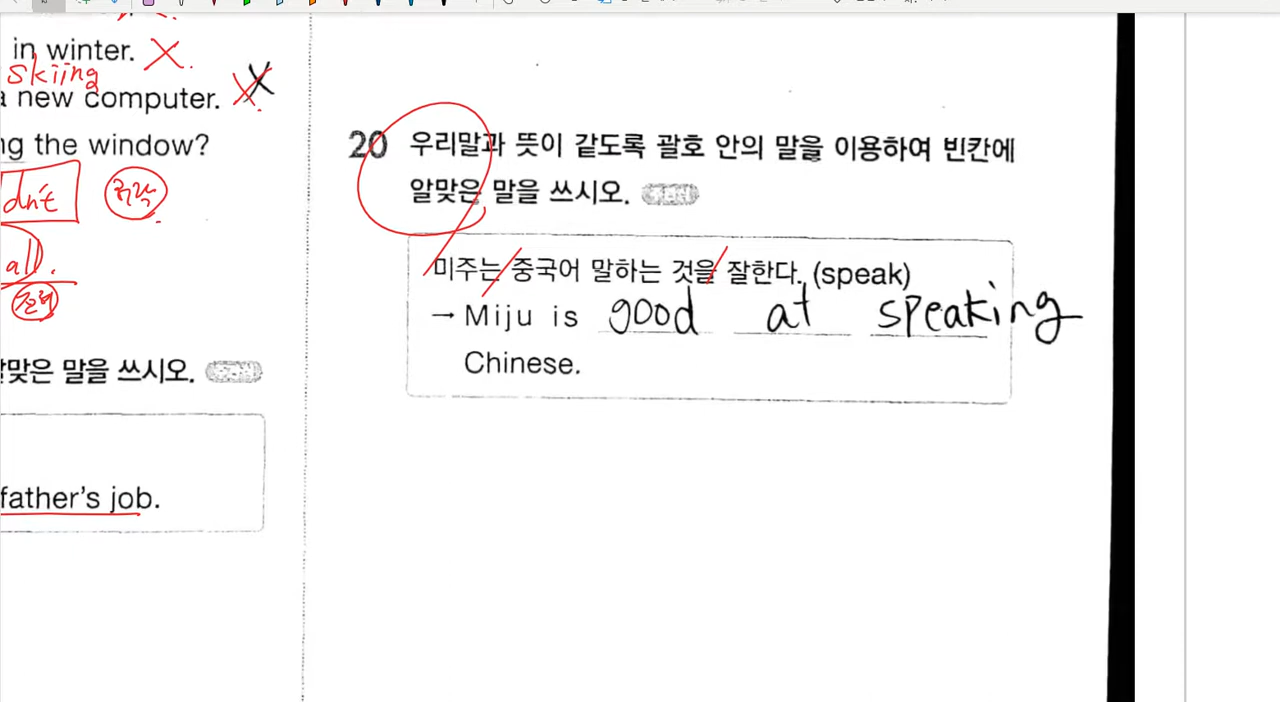 in winter. X.
skiing
a new computer. X X
ng the window?
dn't
all.
father's job.
알맞은 말을 쓰시오.
20 우리말과 뜻이 같도록 괄호 안의 말을 이용하여 빈칸에
알맞은 말을 쓰시오.
미주는 중국어 말하는 것을 잘한다. (speak)
→ Miju is good at speaking
Chinese.